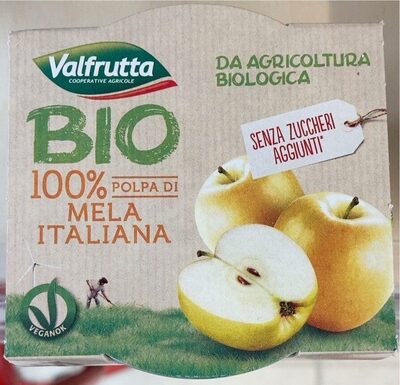 Valfrutta
COOPERATIVE AGRICOLE
DA AGRICOLTURA
BIOLOGICA
BIO
SENZA ZUCCHERI
AGGIUNTI*
100% POLPA DI
MELA
ITALIANA
VEGANOK